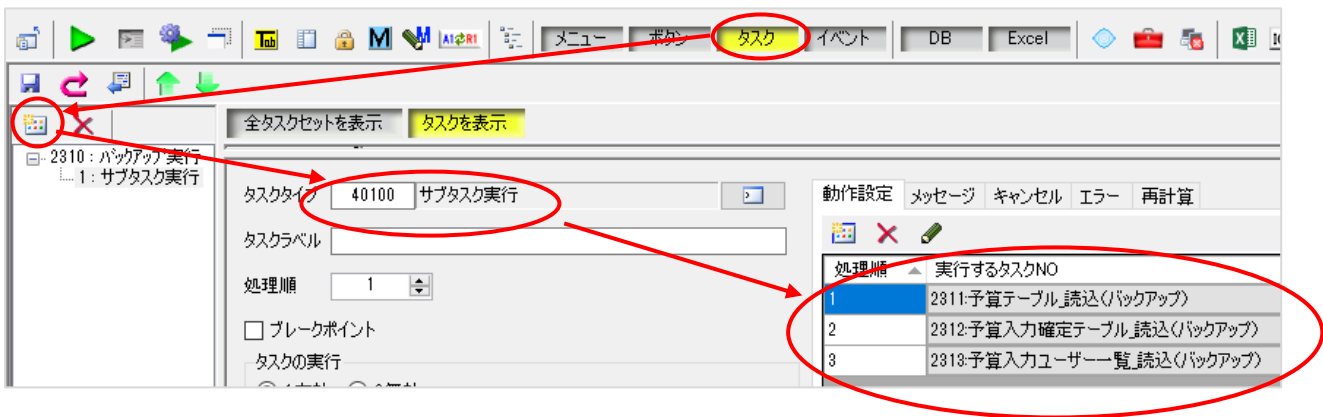 Tab M M A1⇄R1 メニュー ボタン タスク イベント DB Excel
全タスクセットを表示 タスクを表示
2310：バックアップ実行
1：サブタスク実行
タスクタイプ 40100 サブタスク実行
タスクラベル
処理順 1
ブレークポイント
タスクの実行
動作設定 メッセージ キャンセル エラー 再計算
処理順 実行するタスクNO
1 2311:予算テーブル_読込(バックアップ)
2 2312:予算入力確定テーブル_読込(バックアップ)
3 2313:予算入力ユーザー一覧_読込(バックアップ)